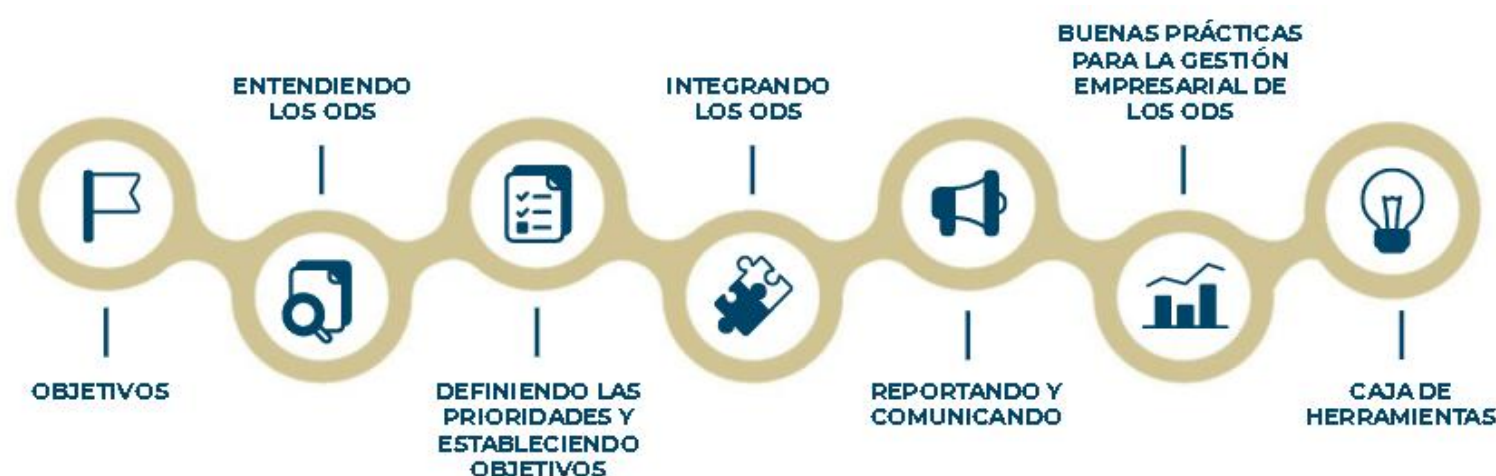 OBJETIVOS
ENTENDIENDO
LOS ODS
DEFINIENDO LAS
PRIORIDADES Y
ESTABLECIENDO
OBJETIVOS
INTEGRANDO
LOS ODS
REPORTANDO Y
COMUNICANDO
BUENAS PRÁCTICAS
PARA LA GESTIÓN
EMPRESARIAL DE
LOS ODS
CAJA DE
HERRAMIENTAS